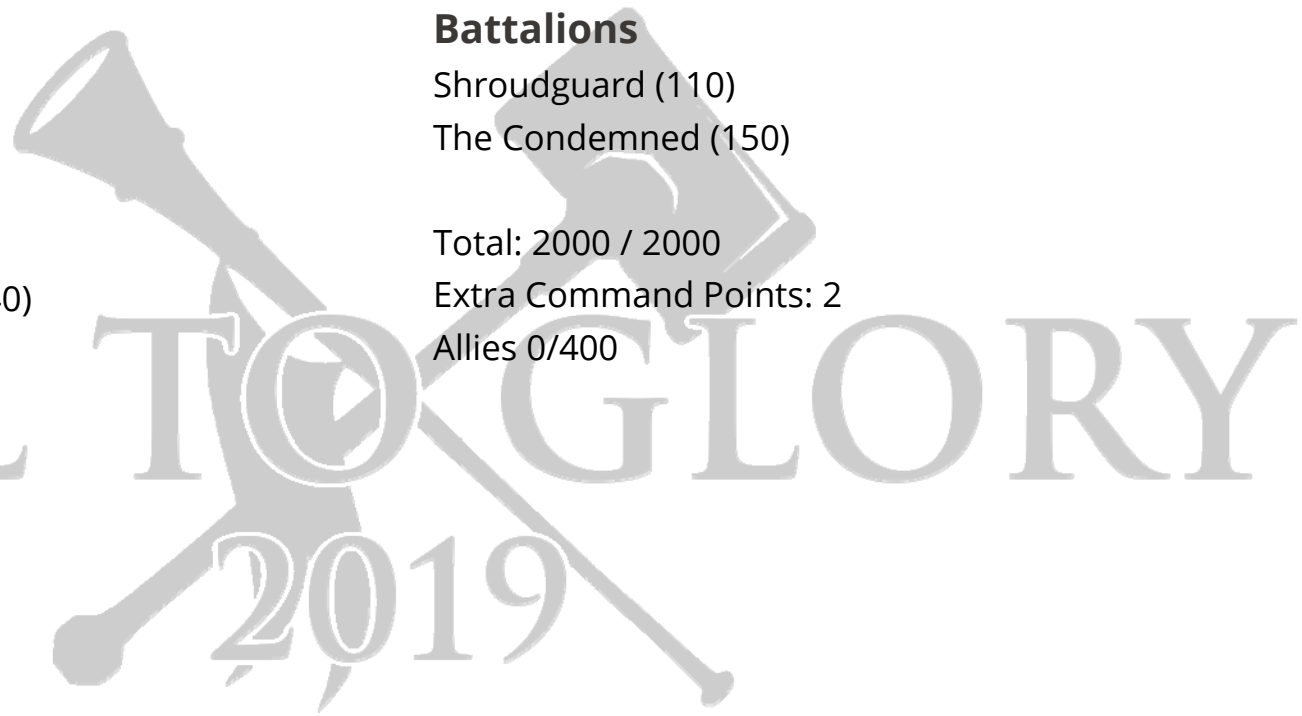 Battalions
Shroudguard (110)
The Condemned (150)
Total: 2000 / 2000
0)
Extra Command Points: 2
Allies 0/400
TO GLORY
2019